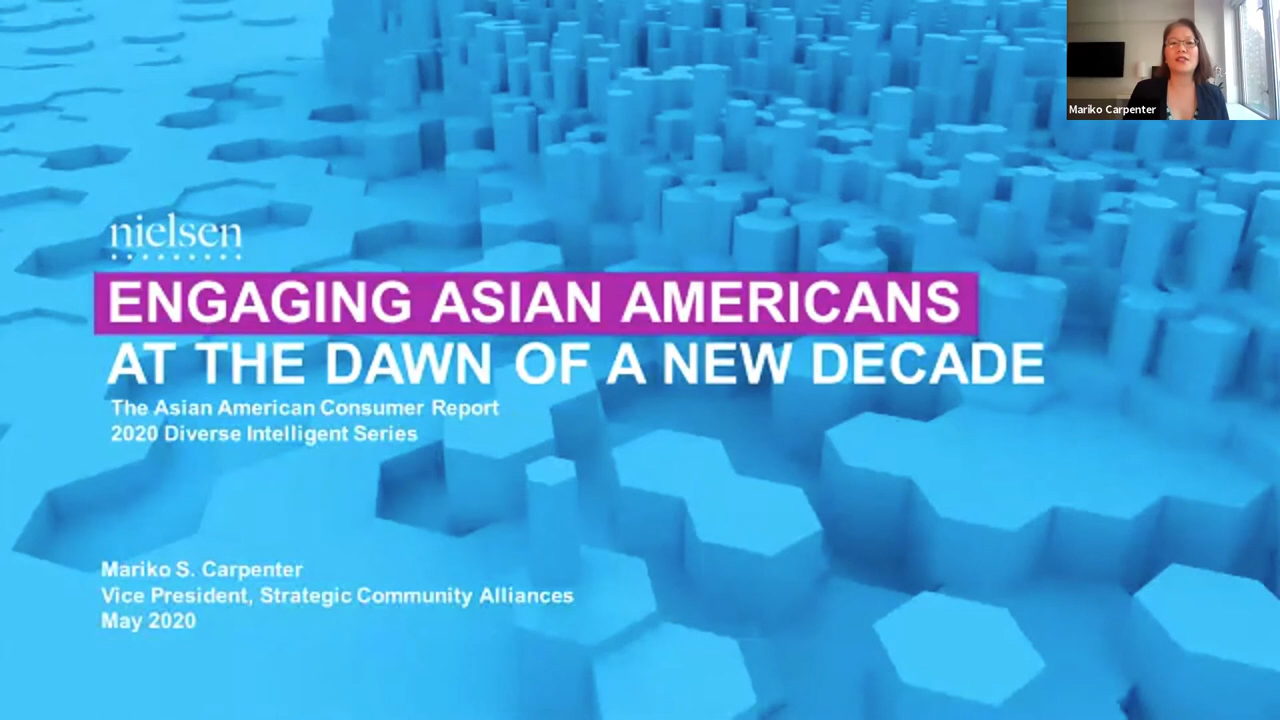 Mariko Carpenter
nielsen
ENGAGING ASIAN AMERICANS
AT THE DAWN OF A NEW DECADE
The Asian American Consumer Report
2020 Diverse Intelligent Series
Mariko S. Carpenter
Vice President, Strategic Community Alliances
May 2020